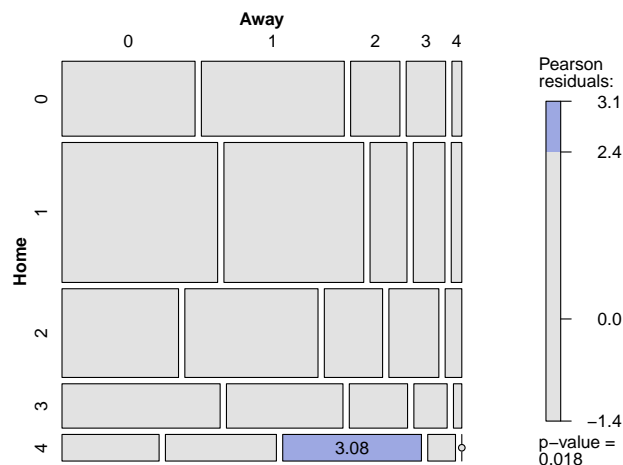 Away
0 1 2 3 4
Home
0
1
2
3
4
3.08
Pearson
residuals:
3.1
2.4
0.0
−1.4
p−value =
0.018